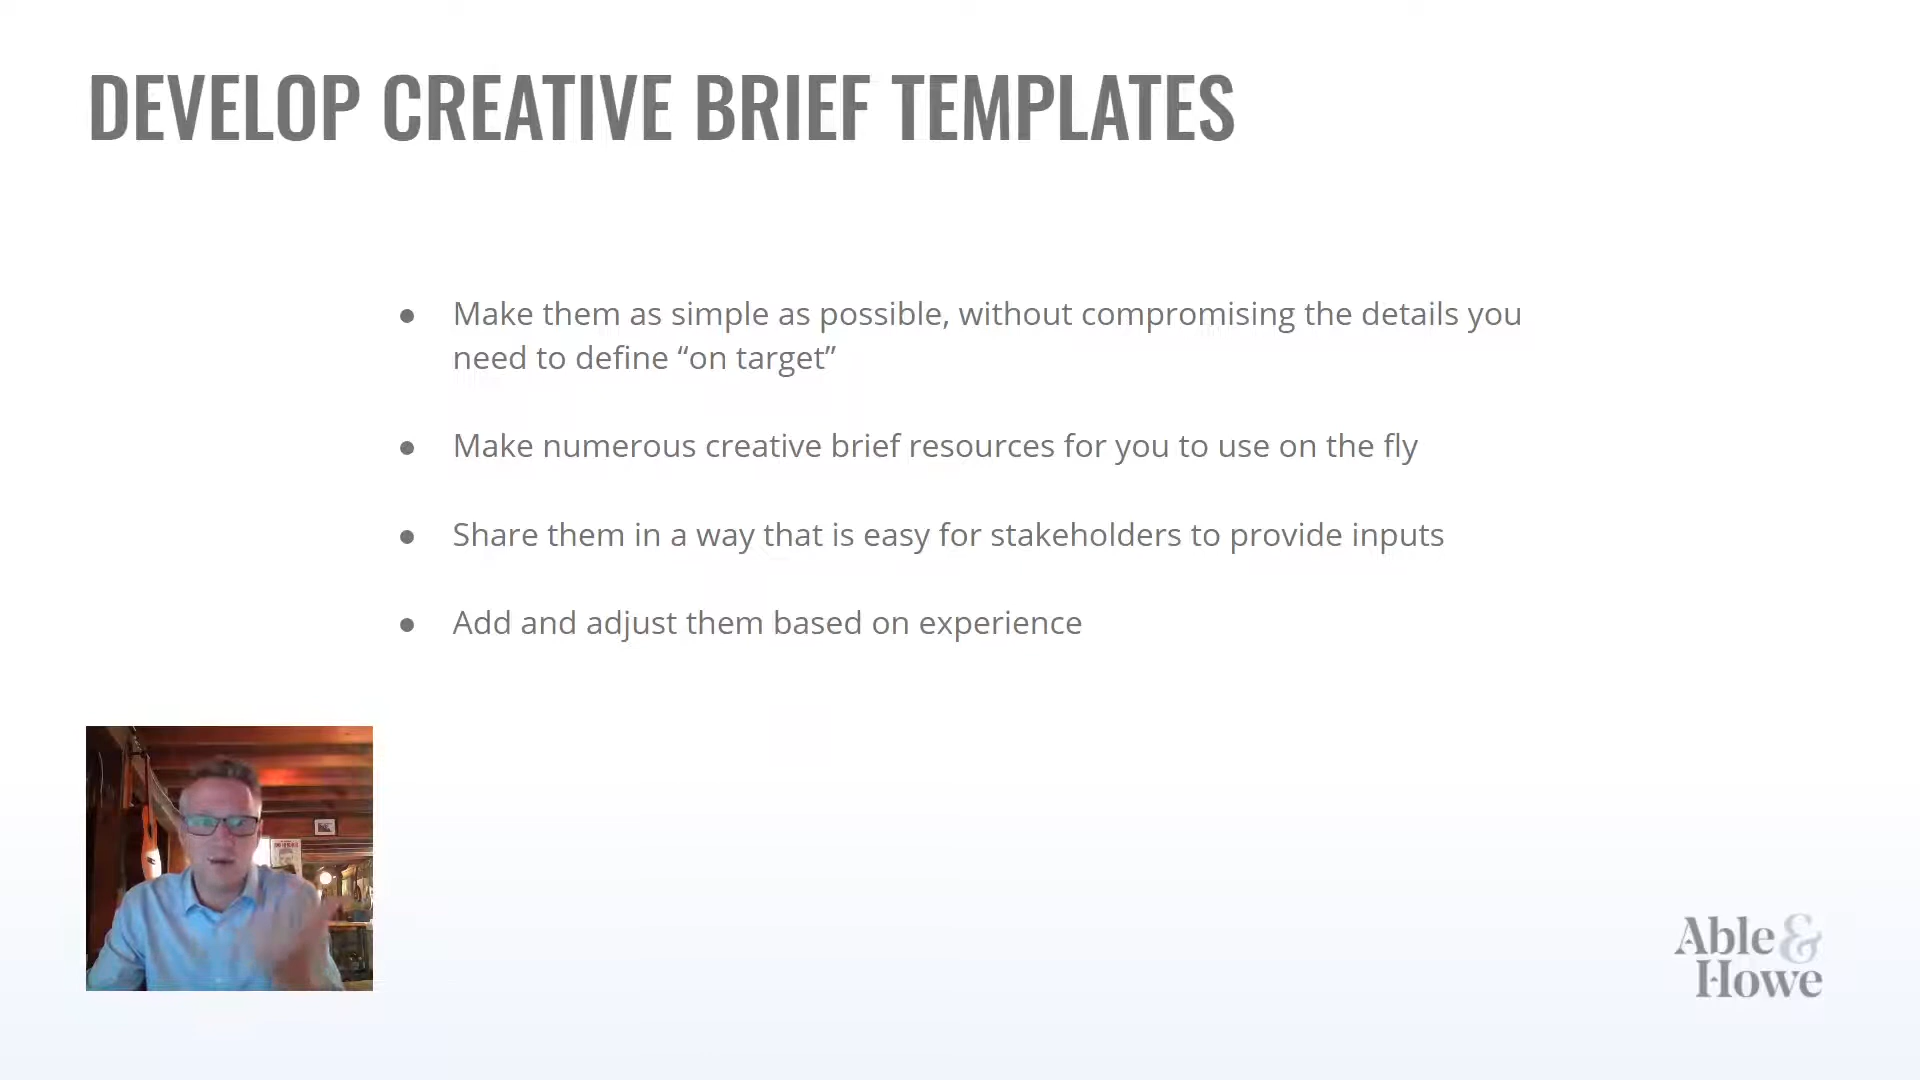 DEVELOP CREATIVE BRIEF TEMPLATES
● Make them as simple as possible, without compromising the details you
need to define “on target”
● Make numerous creative brief resources for you to use on the fly
● Share them in a way that is easy for stakeholders to provide inputs
● Add and adjust them based on experience
Able &
Howe